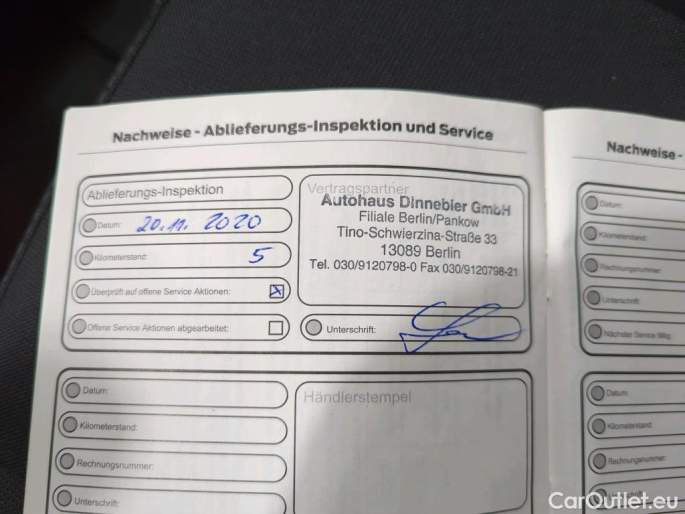 Nachweise - Ablieferungs-Inspektion und Service
Ablieferungs-Inspektion
Datum: 20.11. 2020
Kilometerstand: 5
Überprüft auf offene Service Aktionen: X
Offene Service Aktionen abgearbeitet:
Vertragspartner
Autohaus Dinnebier GmbH
Filiale Berlin/Pankow
Tino-Schwierzina-Straße 33
13089 Berlin
Tel. 030/9120798-0 Fax 030/9120798-21
Unterschrift:
Datum:
Kilometerstand:
Rechnungsnummer:
Unterschrift:
Händlerstempel
Nachweise -
Datum:
Kilometerstand:
Rechnungsnummer:
Unterschrift:
Nächster Service fällig:
Datum:
Kilometerstand:
Rechnungsnummer:
CarOutlet.eu